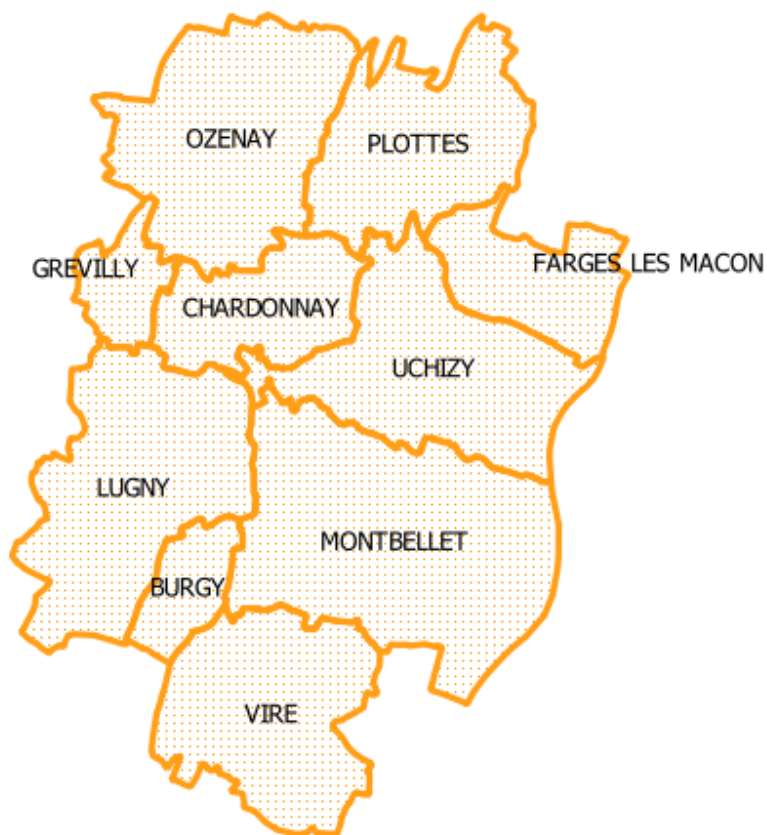 OZENAY
PLOTTES
GREVILLY
FARGES LES MACON
CHARDONNAY
UCHIZY
LUGNY
MONTBELLET
BURGY
VIRE